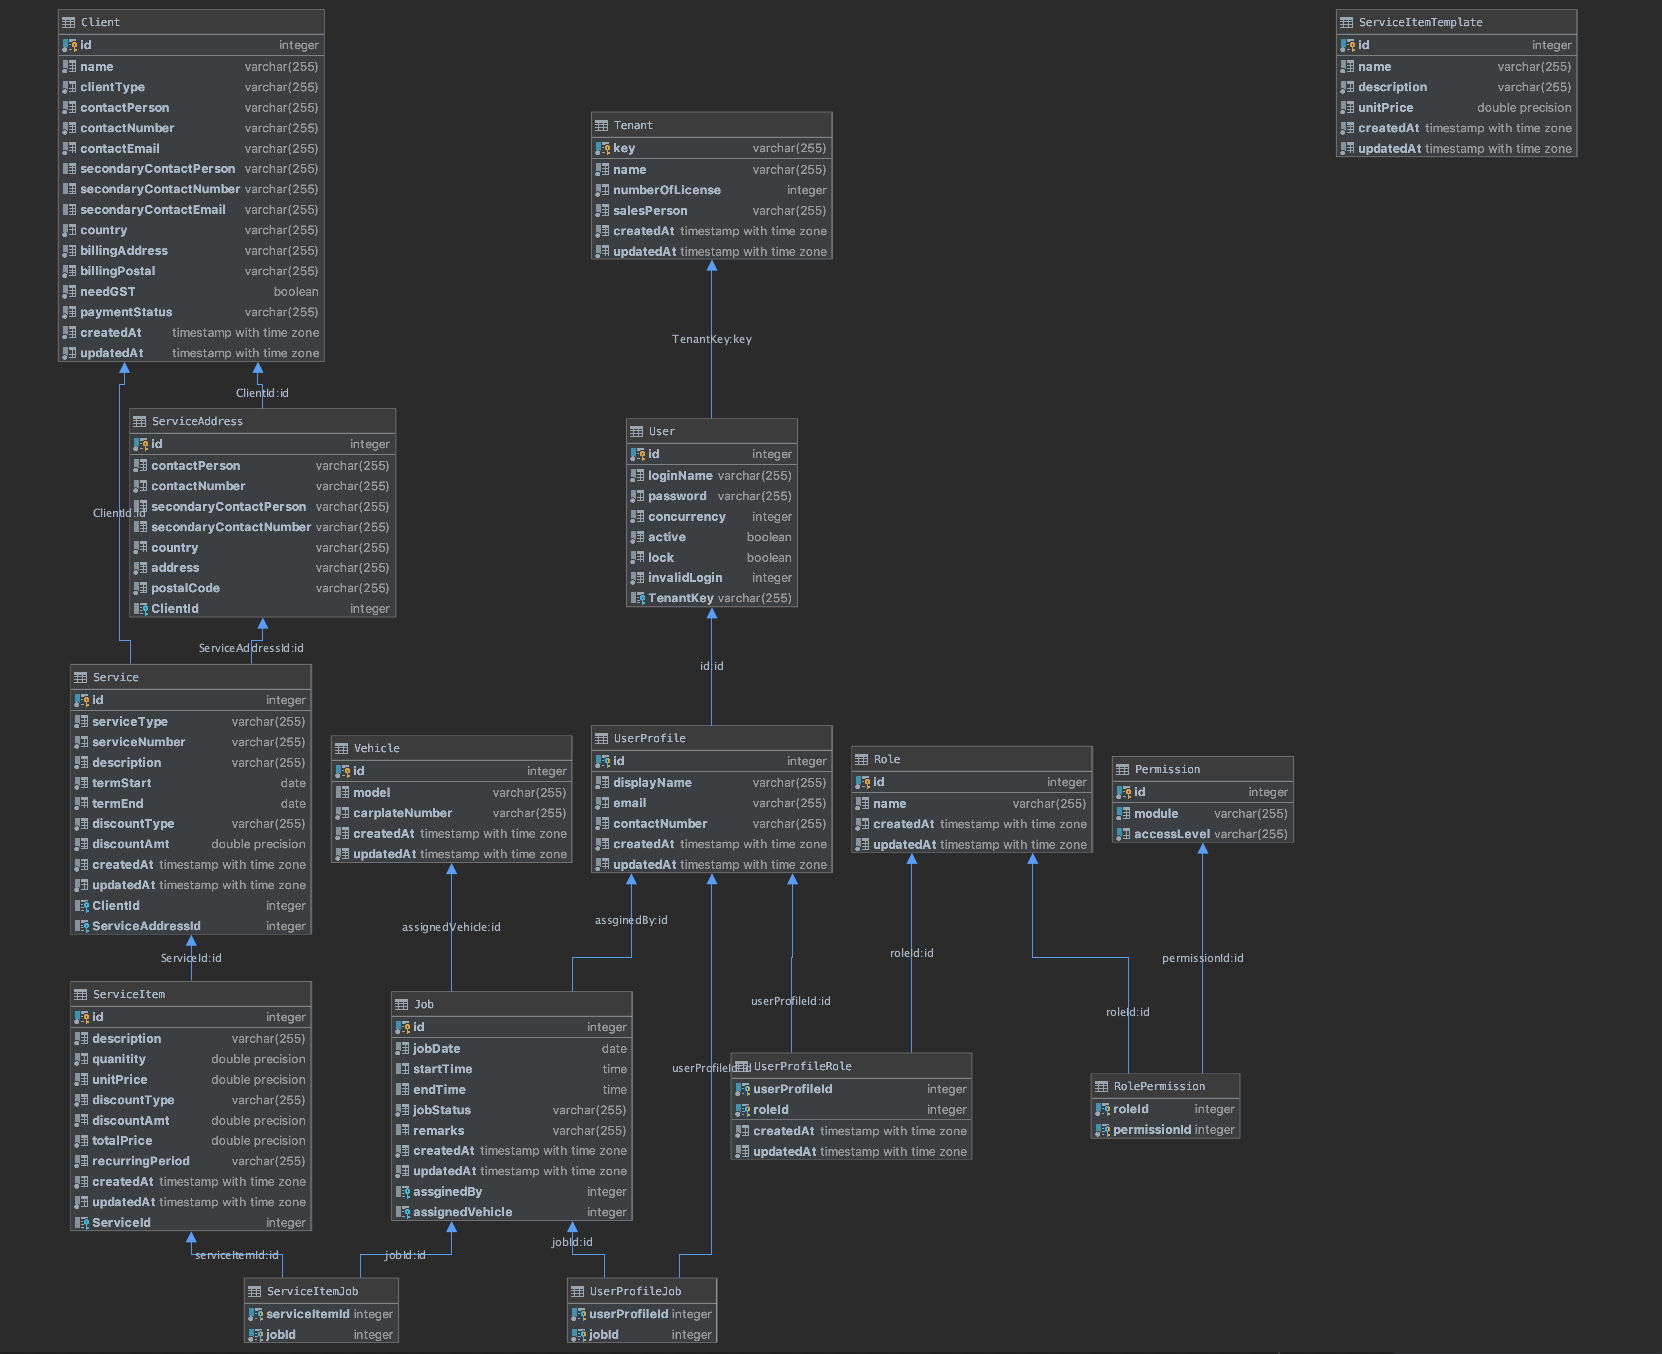 Client
id integer
name varchar(255)
clientType varchar(255)
contactPerson varchar(255)
contactNumber varchar(255)
contactEmail varchar(255)
secondaryContactPerson varchar(255)
secondaryContactNumber varchar(255)
secondaryContactEmail varchar(255)
country varchar(255)
billingAddress varchar(255)
billingPostal varchar(255)
needGST boolean
paymentStatus varchar(255)
createdAt timestamp with time zone
updatedAt timestamp with time zone
ClientId:id
ServiceAddress
id integer
contactPerson varchar(255)
contactNumber varchar(255)
secondaryContactPerson varchar(255)
secondaryContactNumber varchar(255)
country varchar(255)
address varchar(255)
postalCode varchar(255)
ClientId integer
ClientId:id
ServiceAddressId:id
Service
id integer
serviceType varchar(255)
serviceNumber varchar(255)
description varchar(255)
termStart date
termEnd date
discountType varchar(255)
discountAmt double precision
createdAt timestamp with time zone
updatedAt timestamp with time zone
ClientId integer
ServiceAddressId integer
ServiceId:id
ServiceItem
id integer
description varchar(255)
quanitity double precision
unitPrice double precision
discountType varchar(255)
discountAmt double precision
totalPrice double precision
recurringPeriod varchar(255)
createdAt timestamp with time zone
updatedAt timestamp with time zone
ServiceId integer
serviceItemId:id
jobId:id
ServiceItemJob
serviceItemId integer
jobId integer
Vehicle
id integer
model varchar(255)
carplateNumber varchar(255)
createdAt timestamp with time zone
updatedAt timestamp with time zone
assignedVehicle:id
Job
id integer
jobDate date
startTime time
endTime time
jobStatus varchar(255)
remarks varchar(255)
createdAt timestamp with time zone
updatedAt timestamp with time zone
assginedBy integer
assignedVehicle integer
jobId:id
UserProfileJob
userProfileId integer
jobId integer
Tenant
key varchar(255)
name varchar(255)
numberOfLicense integer
salesPerson varchar(255)
createdAt timestamp with time zone
updatedAt timestamp with time zone
TenantKey:key
User
id integer
loginName varchar(255)
password varchar(255)
concurrency integer
active boolean
lock boolean
invalidLogin integer
TenantKey varchar(255)
id:id
UserProfile
id integer
displayName varchar(255)
email varchar(255)
contactNumber varchar(255)
createdAt timestamp with time zone
updatedAt timestamp with time zone
assginedBy:id
userProfileId:id
userProfileId:id
UserProfileRole
userProfileId integer
roleId integer
createdAt timestamp with time zone
updatedAt timestamp with time zone
Role
id integer
name varchar(255)
createdAt timestamp with time zone
updatedAt timestamp with time zone
roleId:id
roleId:id
Permission
id integer
module varchar(255)
accessLevel varchar(255)
permissionId:id
RolePermission
roleId integer
permissionId integer
ServiceItemTemplate
id integer
name varchar(255)
description varchar(255)
unitPrice double precision
createdAt timestamp with time zone
updatedAt timestamp with time zone